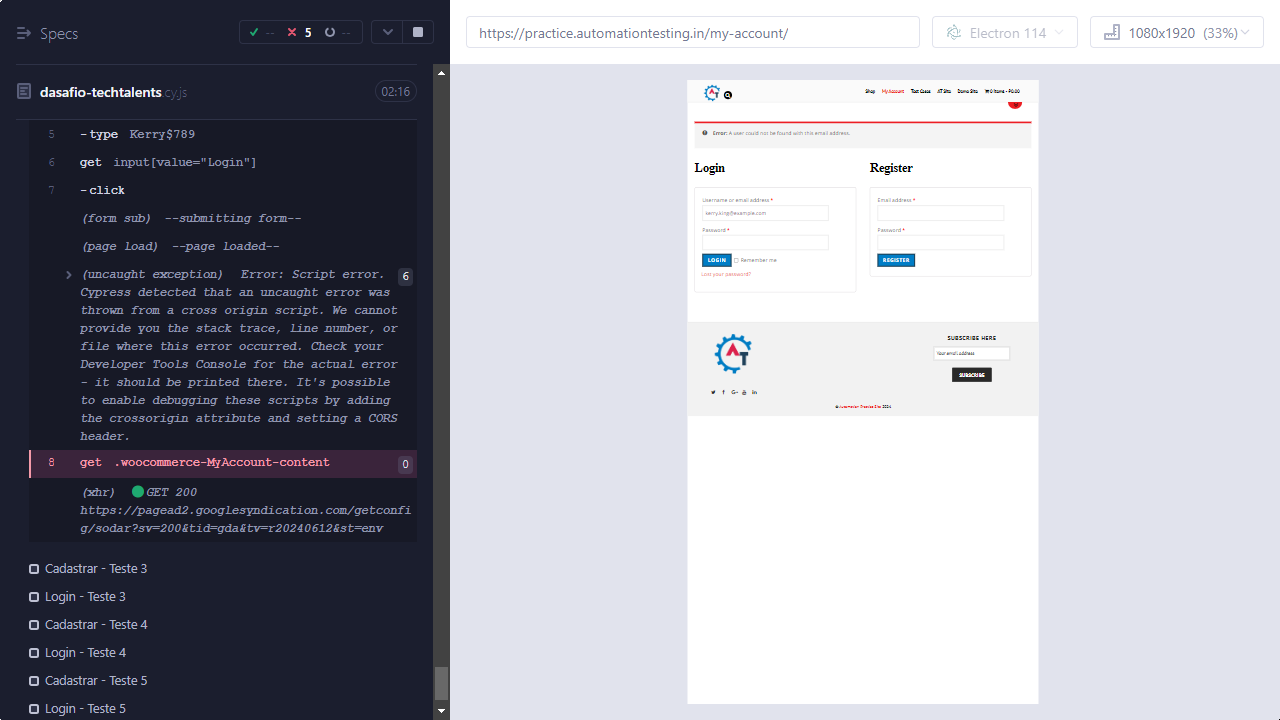 Specs
-- 5 --
dasafio-techtalents.cy.js 02:16
5 -type Kerry$789
6 get input[value="Login"]
7 -click
(form sub) --submitting form--
(page load) --page loaded--
(uncaught exception) Error: Script error. 6
Cypress detected that an uncaught error was
thrown from a cross origin script. We cannot
provide you the stack trace, line number, or
file where this error occurred. Check your
Developer Tools Console for the actual error
- it should be printed there. It's possible
to enable debugging these scripts by adding
the crossorigin attribute and setting a CORS
header.
8 get .woocommerce-MyAccount-content 0
(xhr) GET 200
https://pagead2.googlesyndication.com/getconfi
g/sodar?sv=200&tid=gda&tv=r20240612&st=env
Cadastrar - Teste 3
Login - Teste 3
Cadastrar - Teste 4
Login - Teste 4
Cadastrar - Teste 5
Login - Teste 5
https://practice.automationtesting.in/my-account/
Electron 114
1080x1920 (33%)
AT
Shop My Account Test Cases AT Site Demo Site 0 items - ₹0.00
Error: A user could not be found with this email address.
Login
Username or email address *
kerry.king@example.com
Password *
LOGIN Remember me
Lost your password?
Register
Email address *
Password *
REGISTER
AT
SUBSCRIBE HERE
Your email address
SUBSCRIBE
Automation Practice Site 2024